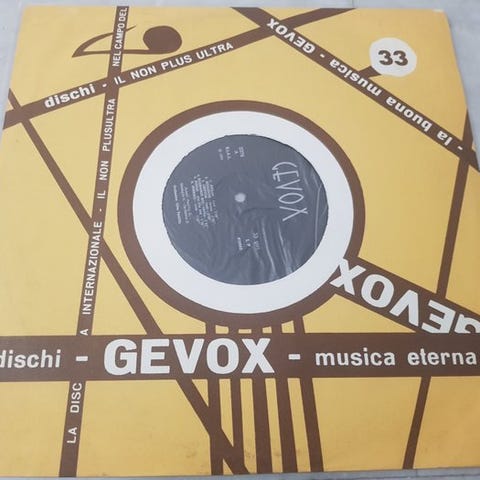 33
dischi - IL NON PLUS ULTRA
- la buona musica - GEVOX
LA DISC A INTERNAZIONALE - IL NON PLUSULTRA NEL CAMPO DEL
GEVOX
GEVOX
dischi - GEVOX - musica eterna